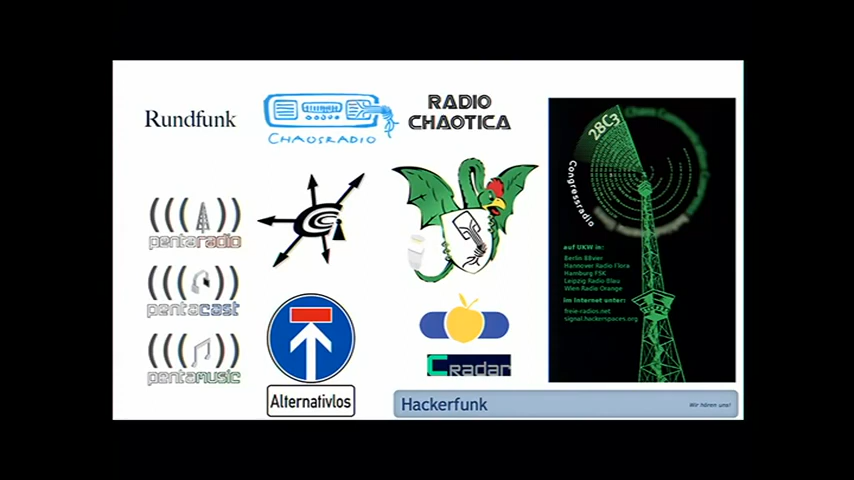 Rundfunk
CHAOSRADIO
RADIO
CHAOTICA
pentaradio
pentacast
pentamusic
Alternativlos
Cradar
Hackerfunk
Wir hören uns!
28C3
Congressradio
auf UKW in:
Berlin 88vier
Hannover Radio Flora
Hamburg FSK
Leipzig Radio Blau
Wien Radio Orange
im Internet unter:
freie-radios.net
signal.hackerspaces.org